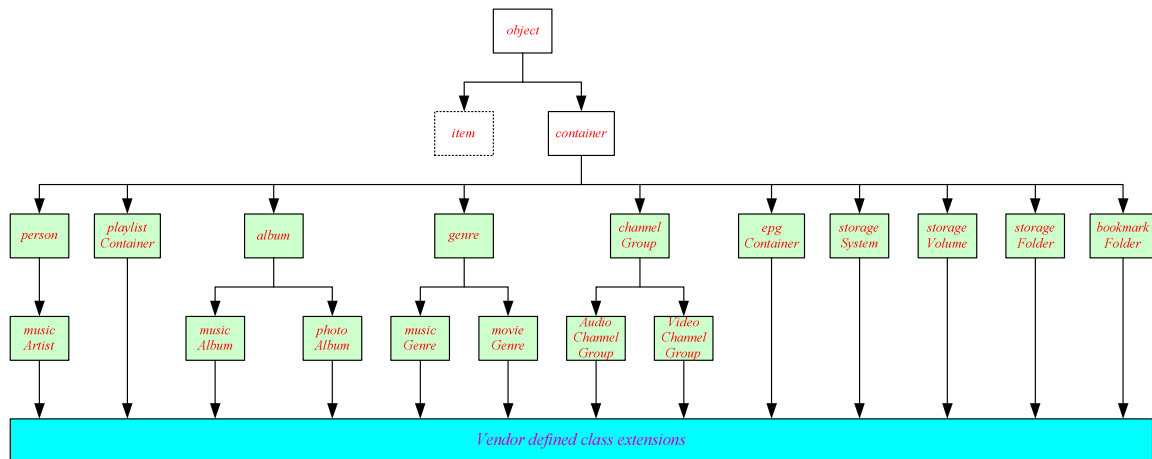 object
item
container
person
playlist
Container
album
genre
channel
Group
epg
Container
storage
System
storage
Volume
storage
Folder
bookmark
Folder
music
Artist
music
Album
photo
Album
music
Genre
movie
Genre
Audio
Channel
Group
Video
Channel
Group
Vendor defined class extensions